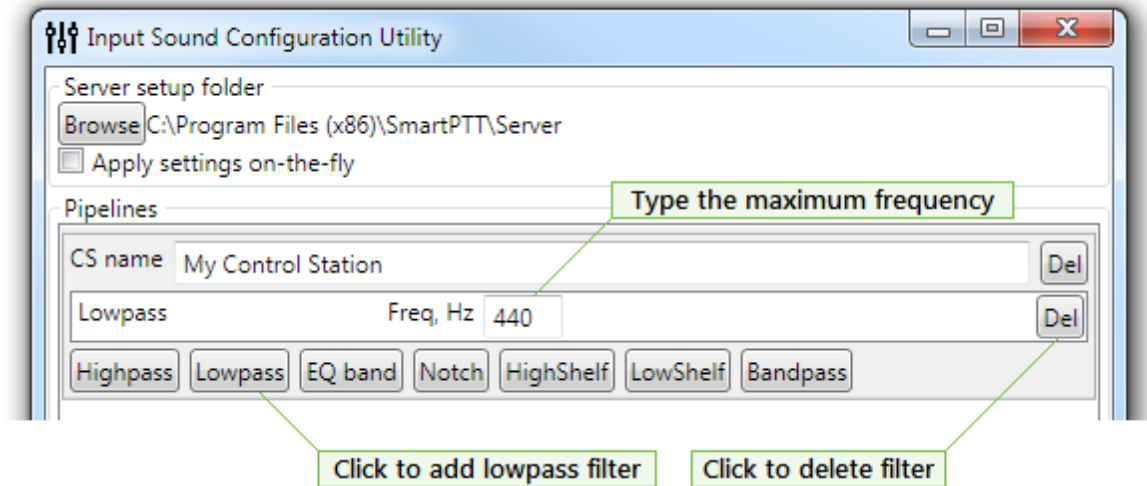 Input Sound Configuration Utility
Server setup folder
Browse C:\Program Files (x86)\SmartPTT\Server
Apply settings on-the-fly
Type the maximum frequency
Pipelines
CS name My Control Station Del
Lowpass Freq, Hz 440 Del
Highpass Lowpass EQ band Notch HighShelf LowShelf Bandpass
Click to add lowpass filter Click to delete filter